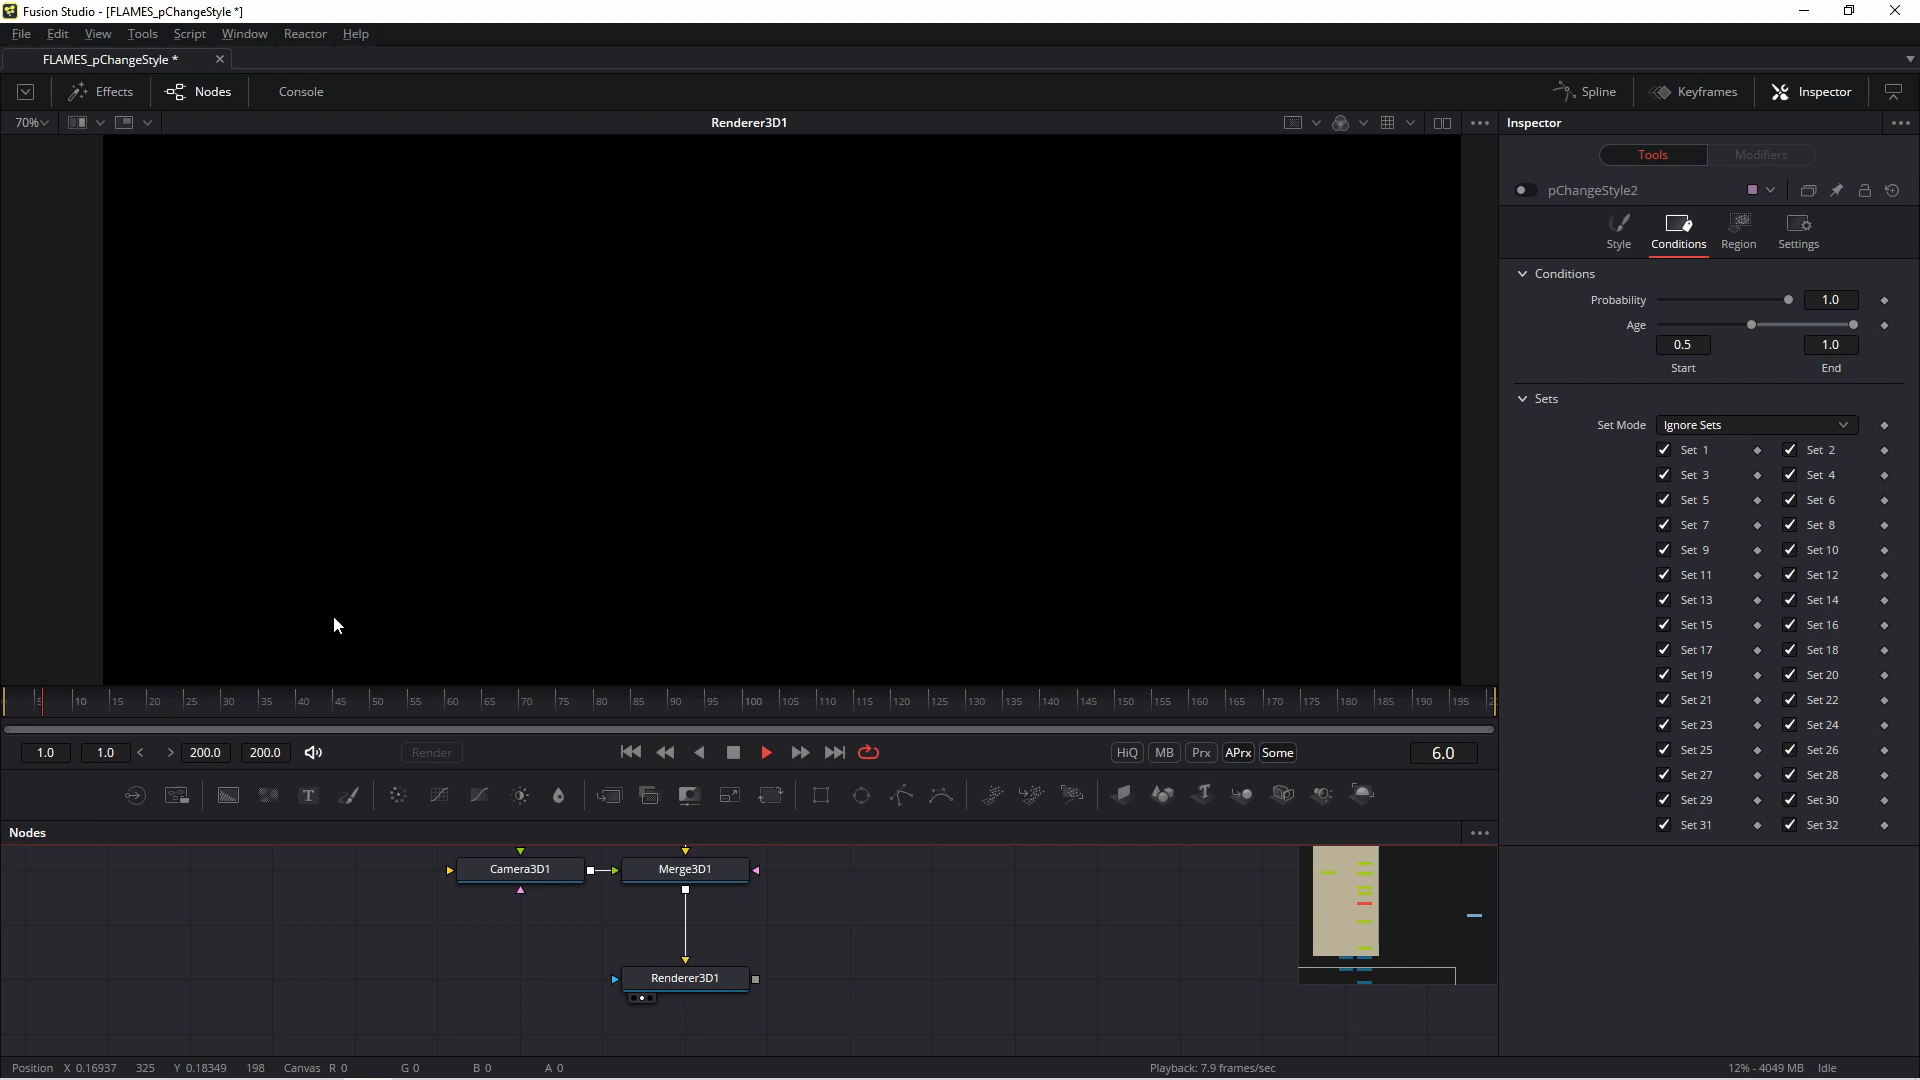 Fusion Studio - [FLAMES_pChangeStyle *]
File Edit View Tools Script Window Reactor Help
FLAMES_pChangeStyle *
Effects Nodes Console Spline Keyframes Inspector
70% Renderer3D1 Inspector
Tools Modifiers
pChangeStyle2
Style Conditions Region Settings
Conditions
Probability 1.0
Age
0.5 1.0
Start End
Sets
Set Mode Ignore Sets
Set 1 Set 2
Set 3 Set 4
Set 5 Set 6
Set 7 Set 8
Set 9 Set 10
Set 11 Set 12
Set 13 Set 14
Set 15 Set 16
Set 17 Set 18
Set 19 Set 20
Set 21 Set 22
Set 23 Set 24
Set 25 Set 26
Set 27 Set 28
Set 29 Set 30
Set 31 Set 32
5 10 15 20 25 30 35 40 45 50 55 60 65 70 75 80 85 90 95 100 105 110 115 120 125 130 135 140 145 150 155 160 165 170 175 180 185 190 195
1.0 1.0 < > 200.0 200.0 Render HiQ MB Prx APrx Some 6.0
T T
Nodes
Camera3D1 Merge3D1
Renderer3D1
Position X 0.16937 325 Y 0.18349 198 Canvas R 0 G 0 B 0 A 0 Playback: 7.9 frames/sec 12% - 4049 MB Idle